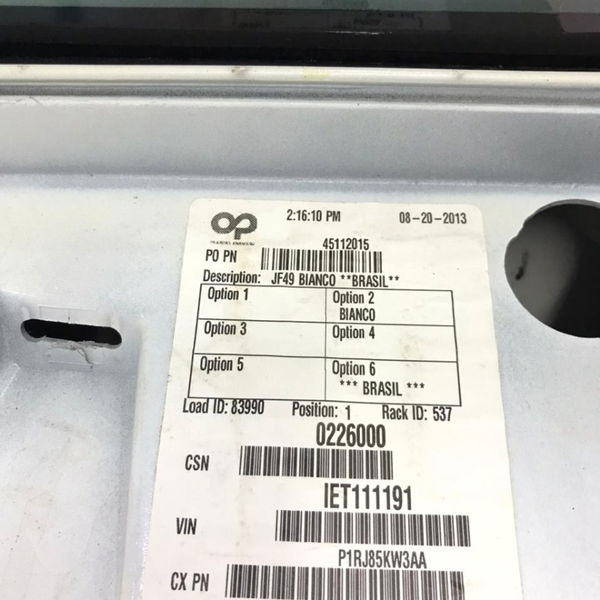 OP 2:16:10 PM 08-20-2013
45112015
PO PN
Description: JF49 BIANCO **BRASIL**
Option 1 Option 2
BIANCO
Option 3 Option 4
Option 5 Option 6
*** BRASIL ***
Load ID: 83990 Position: 1 Rack ID: 537
0226000
CSN
IET111191
VIN
P1RJ85KW3AA
CX PN